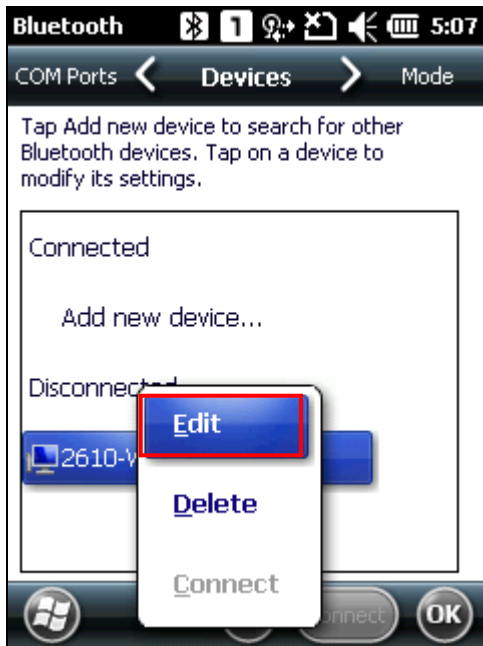 Bluetooth 1 5:07
COM Ports Devices Mode
Tap Add new device to search for other
Bluetooth devices. Tap on a device to
modify its settings.
Connected
Add new device...
Disconnected
Edit
2610-
Delete
Connect
OK